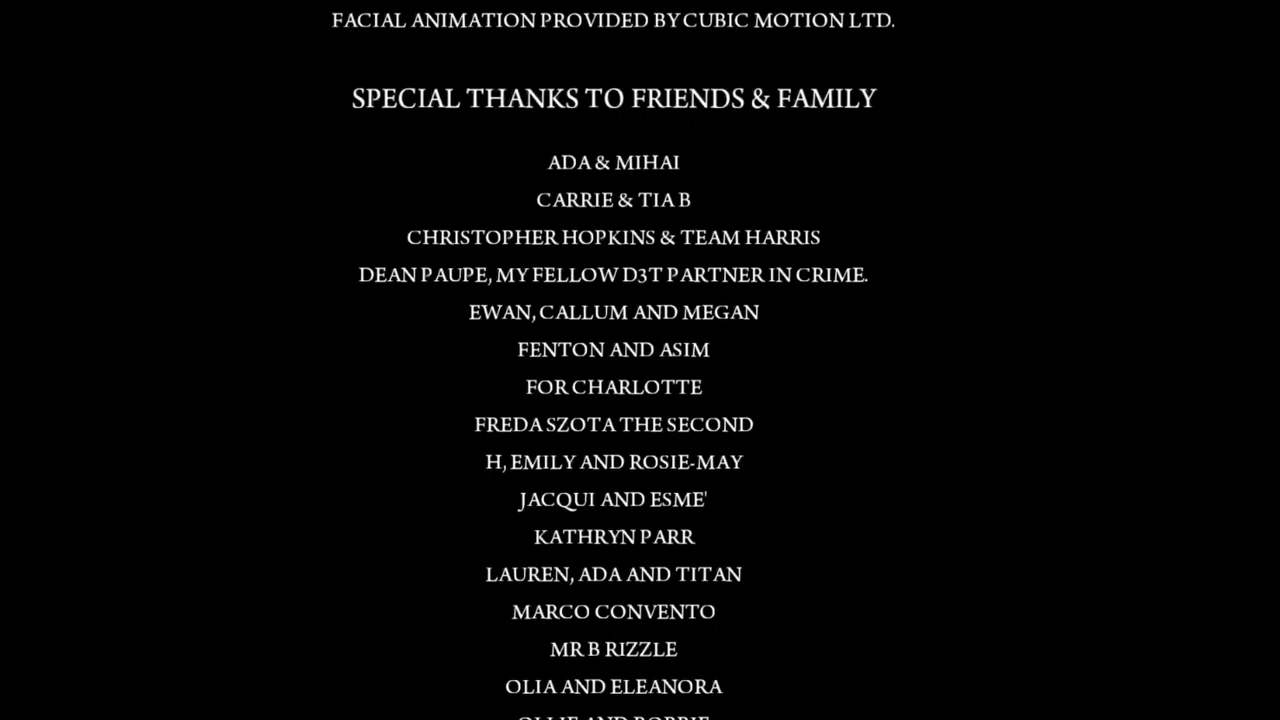 FACIAL ANIMATION PROVIDED BY CUBIC MOTION LTD.
SPECIAL THANKS TO FRIENDS & FAMILY
ADA & MIHAI
CARRIE & TIA B
CHRISTOPHER HOPKINS & TEAM HARRIS
DEAN PAUPE, MY FELLOW D3T PARTNER IN CRIME.
EWAN, CALLUM AND MEGAN
FENTON AND ASIM
FOR CHARLOTTE
FREDA SZOTA THE SECOND
H, EMILY AND ROSIE-MAY
JACQUI AND ESME'
KATHRYN PARR
LAUREN, ADA AND TITAN
MARCO CONVENTO
MR B RIZZLE
OLIA AND ELEANORA